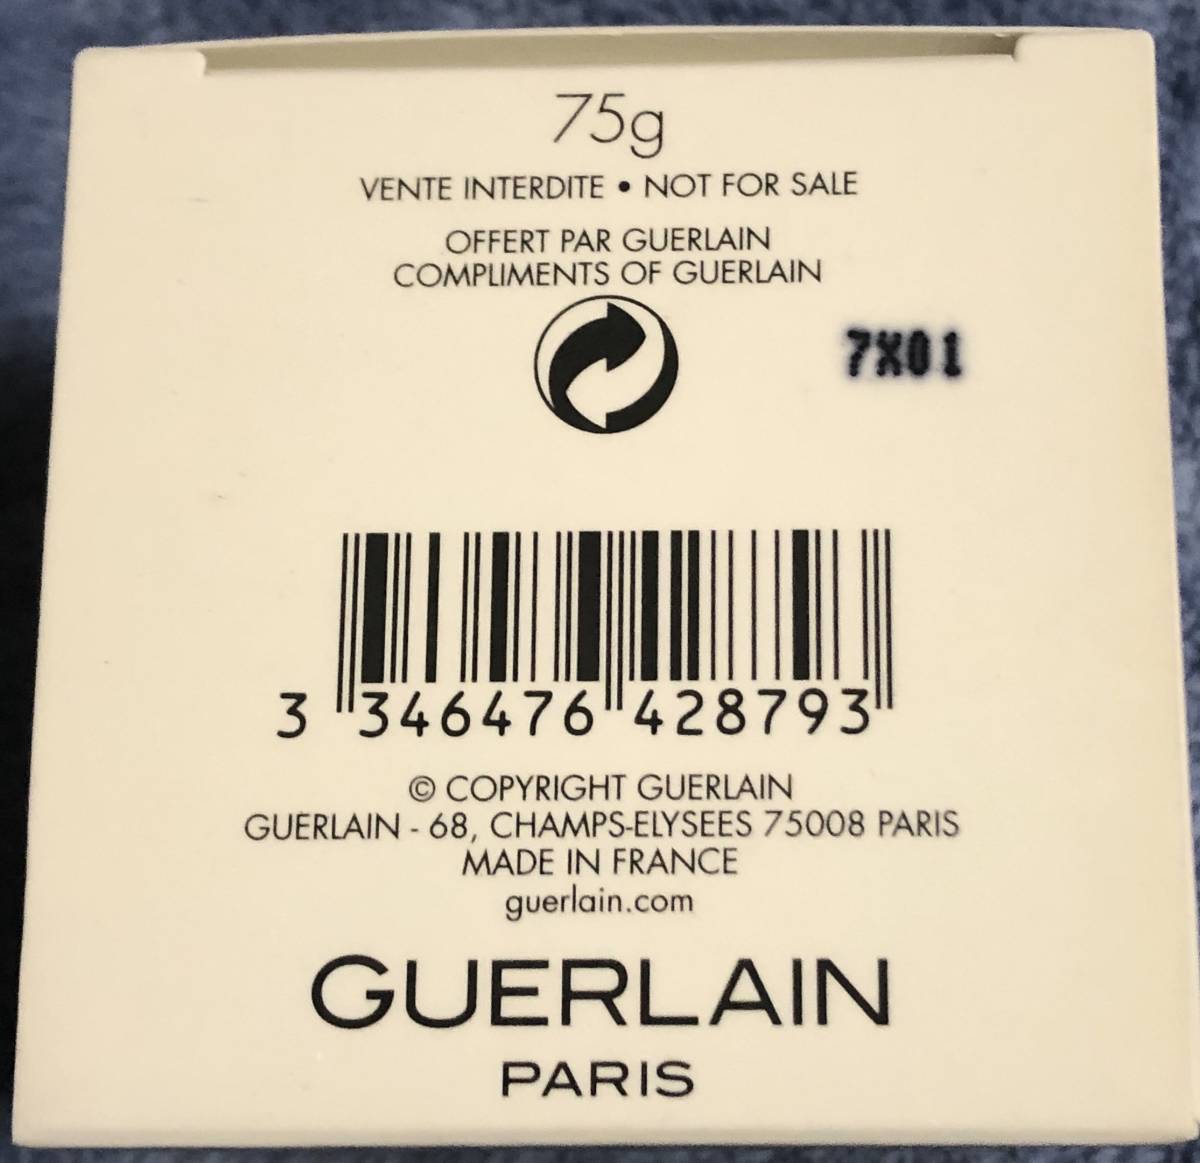 75g
VENTE INTERDITE • NOT FOR SALE
OFFERT PAR GUERLAIN
COMPLIMENTS OF GUERLAIN
7X01
3 346476 428793
© COPYRIGHT GUERLAIN
GUERLAIN - 68, CHAMPS-ELYSEES 75008 PARIS
MADE IN FRANCE
guerlain.com
GUERLAIN
PARIS